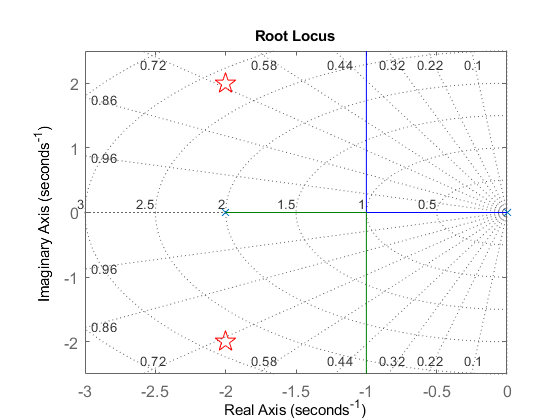 Root Locus
0.72 0.58 0.44 0.32 0.22 0.1
2
0.86
1
0.96
3 2.5 2 1.5 1 0.5
0
0.96
-1
0.86
-2
0.72 0.58 0.44 0.32 0.22 0.1
-3 -2.5 -2 -1.5 -1 -0.5 0
Real Axis (seconds⁻¹)
Imaginary Axis (seconds⁻¹)